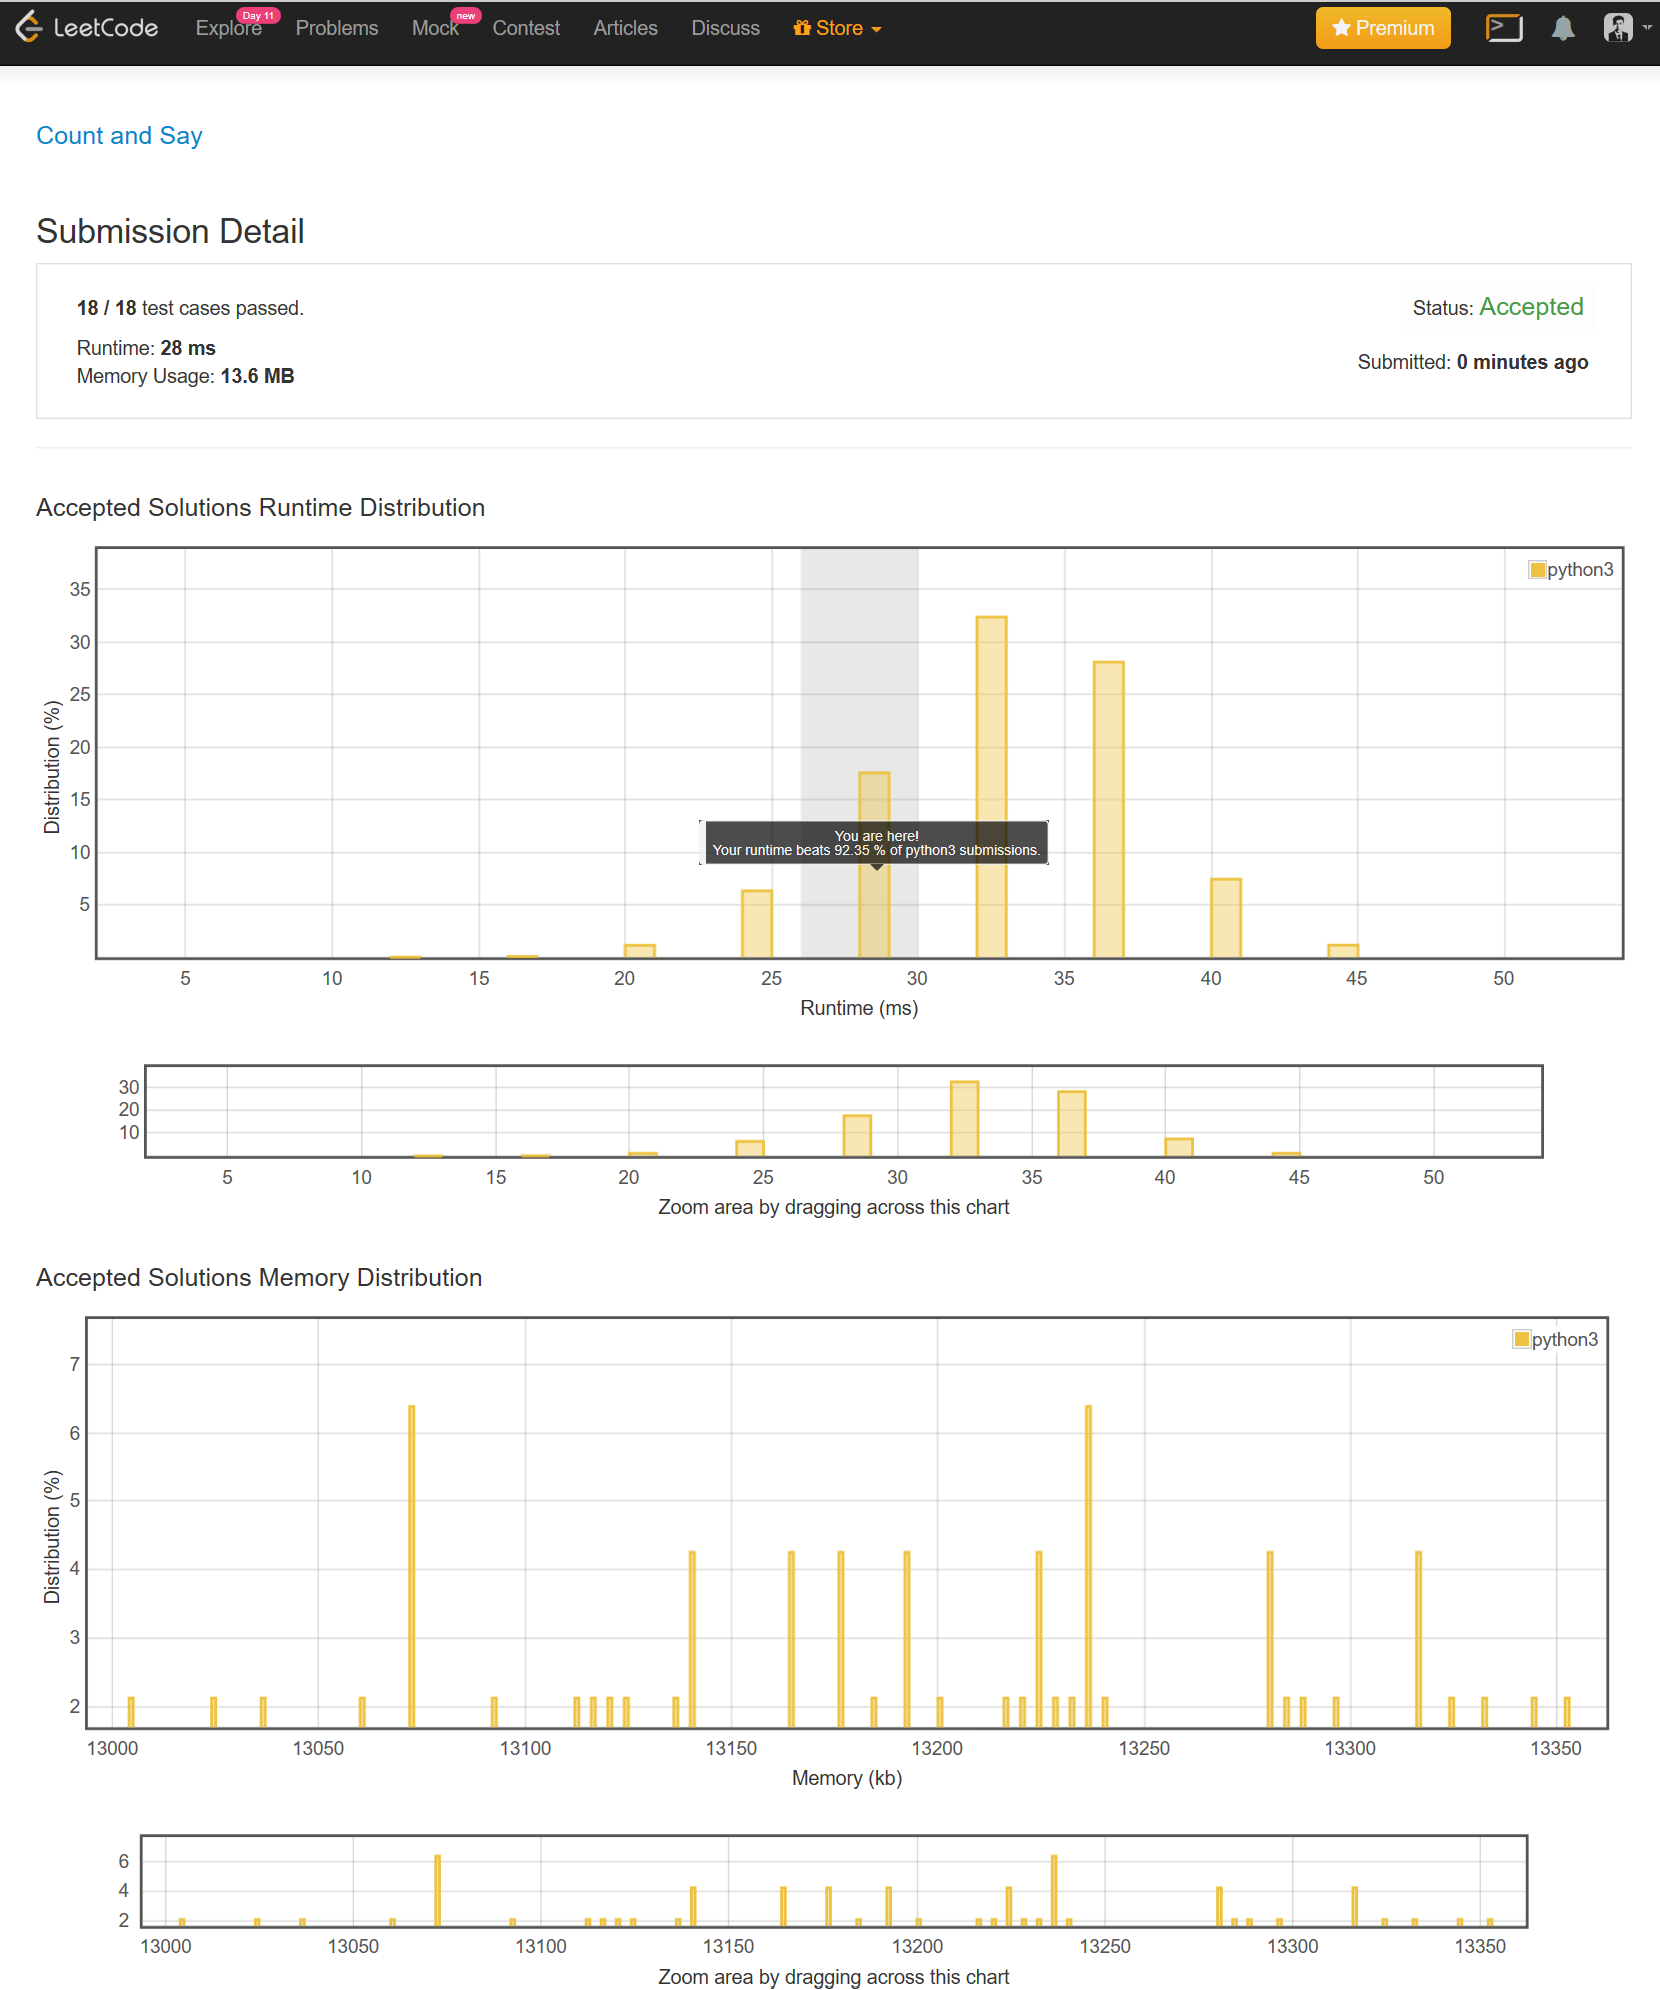 LeetCode Explore Day 11 Problems Mock new Contest Articles Discuss Store Premium
Count and Say
Submission Detail
18 / 18 test cases passed.
Status: Accepted
Runtime: 28 ms
Memory Usage: 13.6 MB
Submitted: 0 minutes ago
Accepted Solutions Runtime Distribution
python3
Distribution (%)
35
30
25
20
15
10
5
You are here!
Your runtime beats 92.35 % of python3 submissions.
5 10 15 20 25 30 35 40 45 50
Runtime (ms)
30
20
10
5 10 15 20 25 30 35 40 45 50
Zoom area by dragging across this chart
Accepted Solutions Memory Distribution
python3
Distribution (%)
7
6
5
4
3
2
13000 13050 13100 13150 13200 13250 13300 13350
Memory (kb)
6
4
2
13000 13050 13100 13150 13200 13250 13300 13350
Zoom area by dragging across this chart